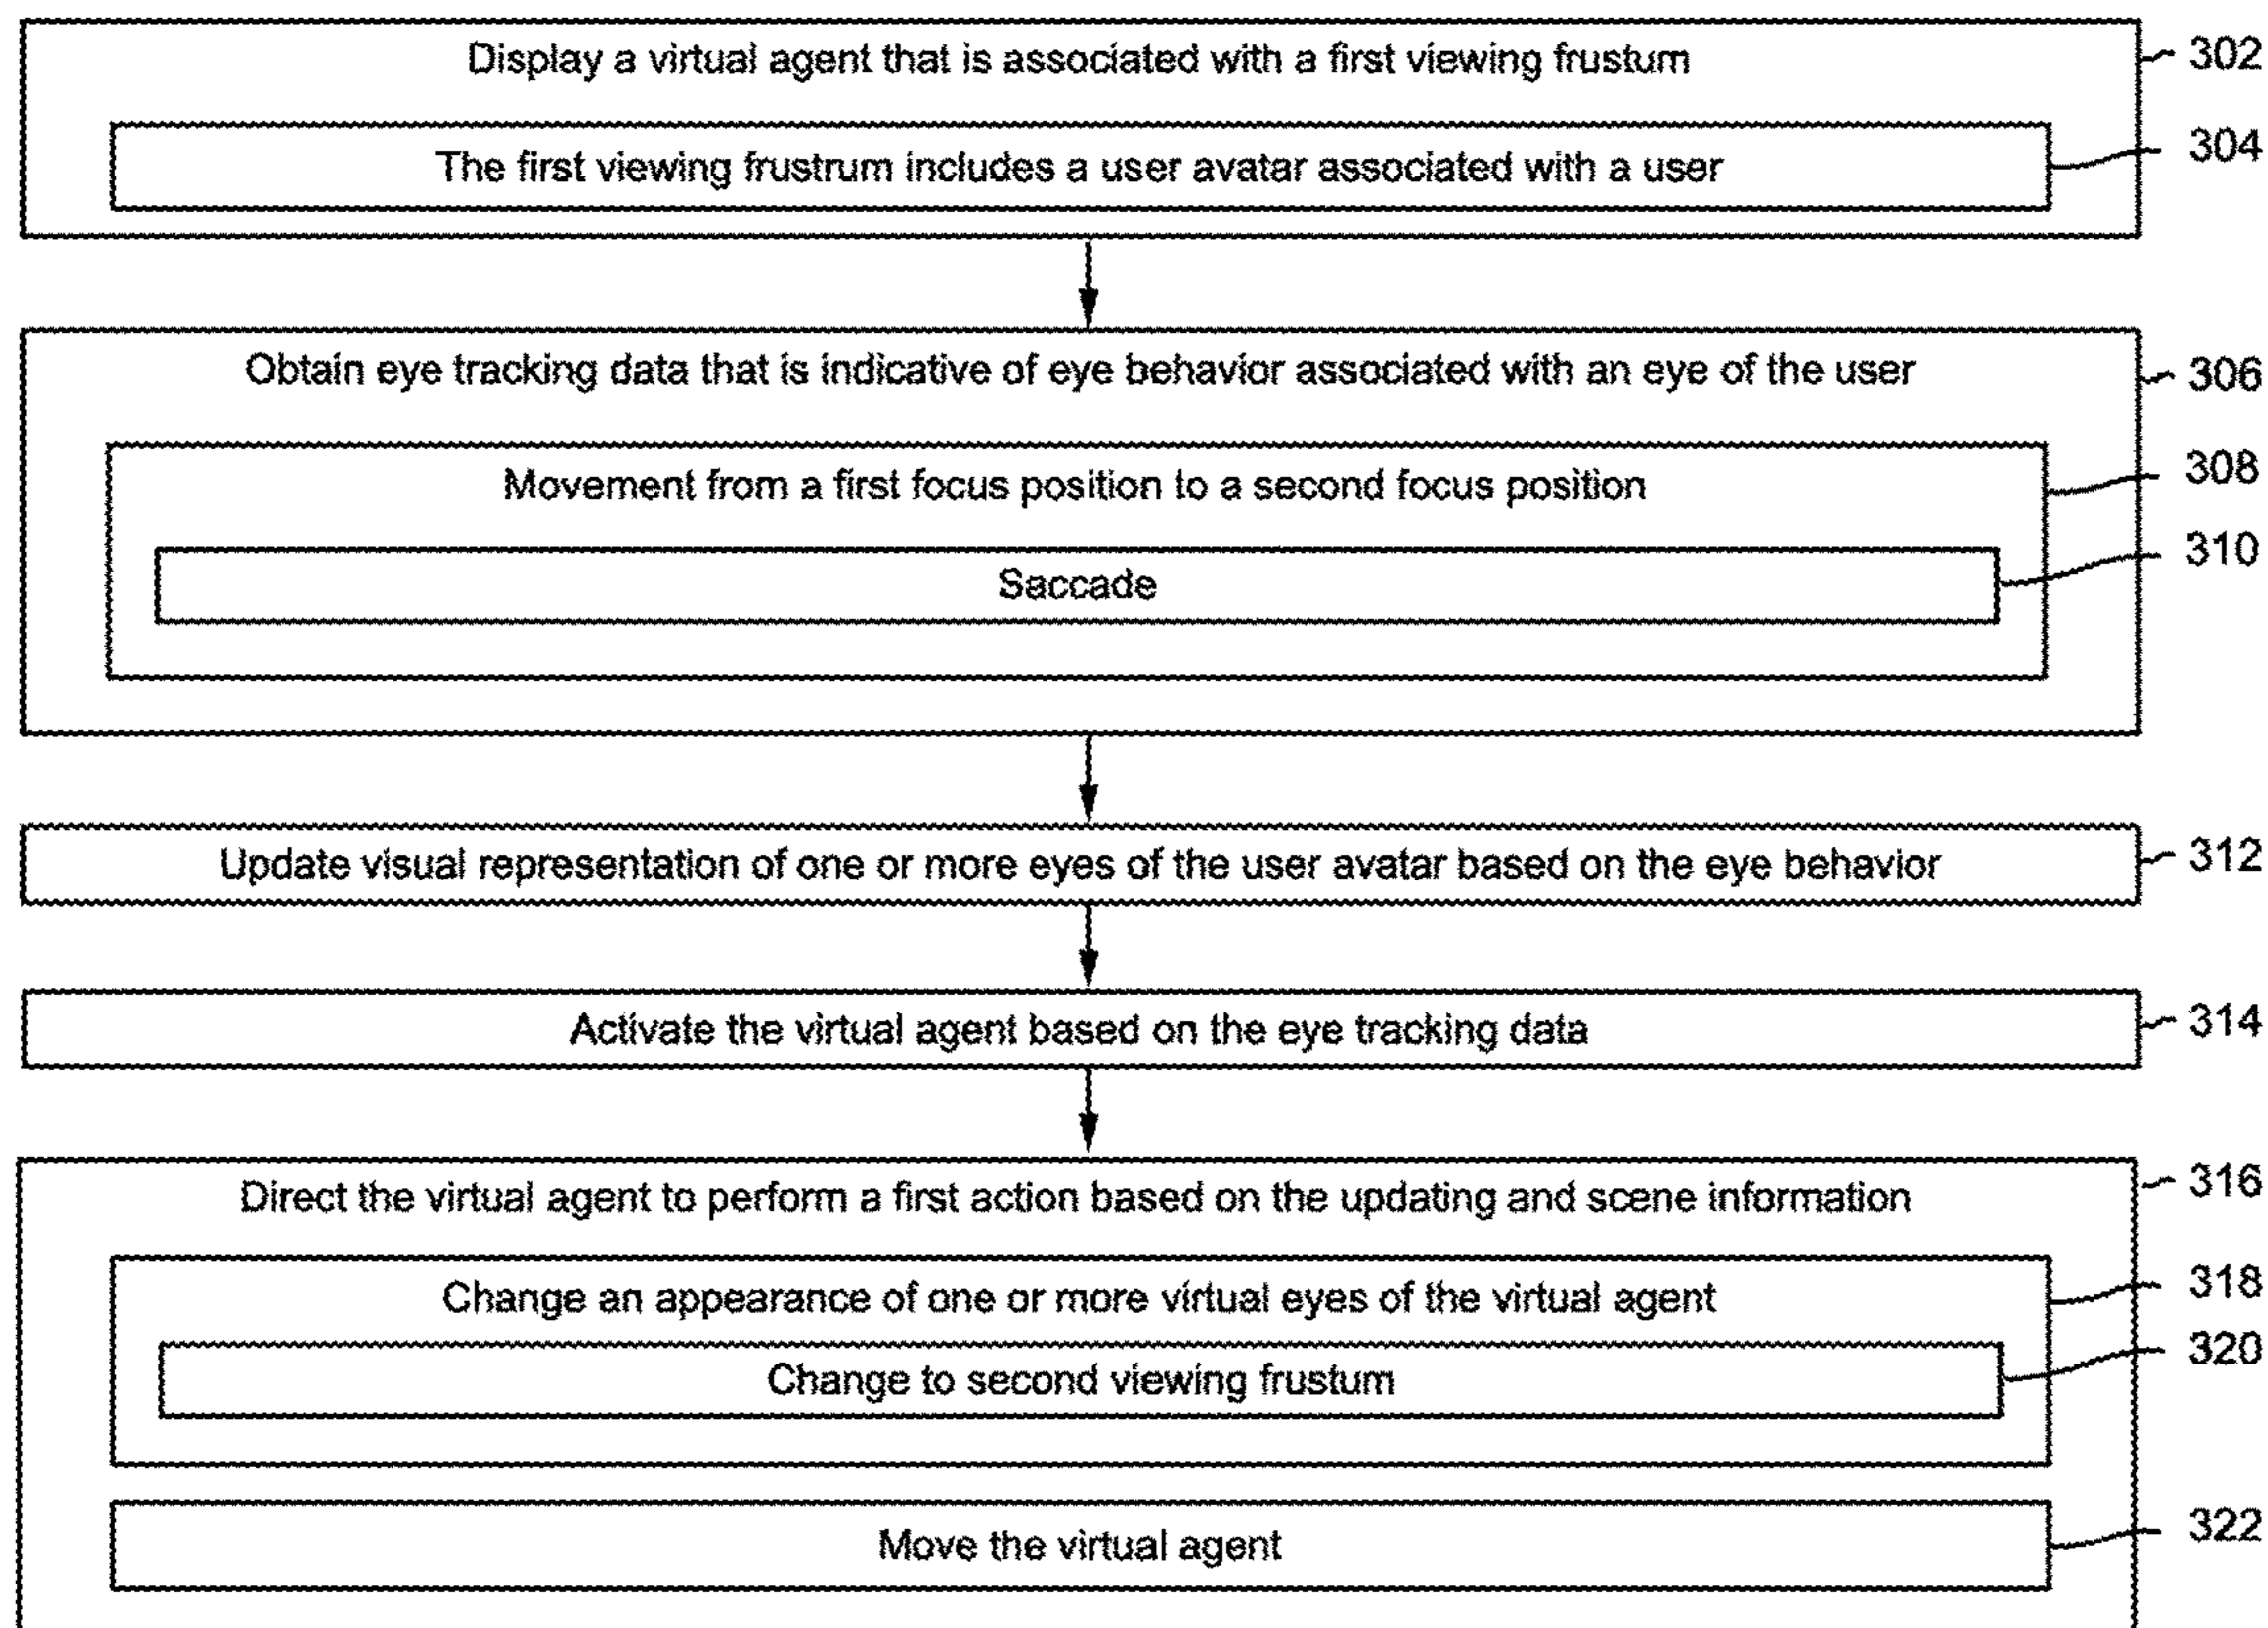 Display a virtual agent that is associated with a first viewing frustum
302
The first viewing frustrum includes a user avatar associated with a user
304
Obtain eye tracking data that is indicative of eye behavior associated with an eye of the user
306
Movement from a first focus position to a second focus position
308
Saccade
310
Update visual representation of one or more eyes of the user avatar based on the eye behavior
312
Activate the virtual agent based on the eye tracking data
314
Direct the virtual agent to perform a first action based on the updating and scene information
316
Change an appearance of one or more virtual eyes of the virtual agent
318
Change to second viewing frustum
320
Move the virtual agent
322